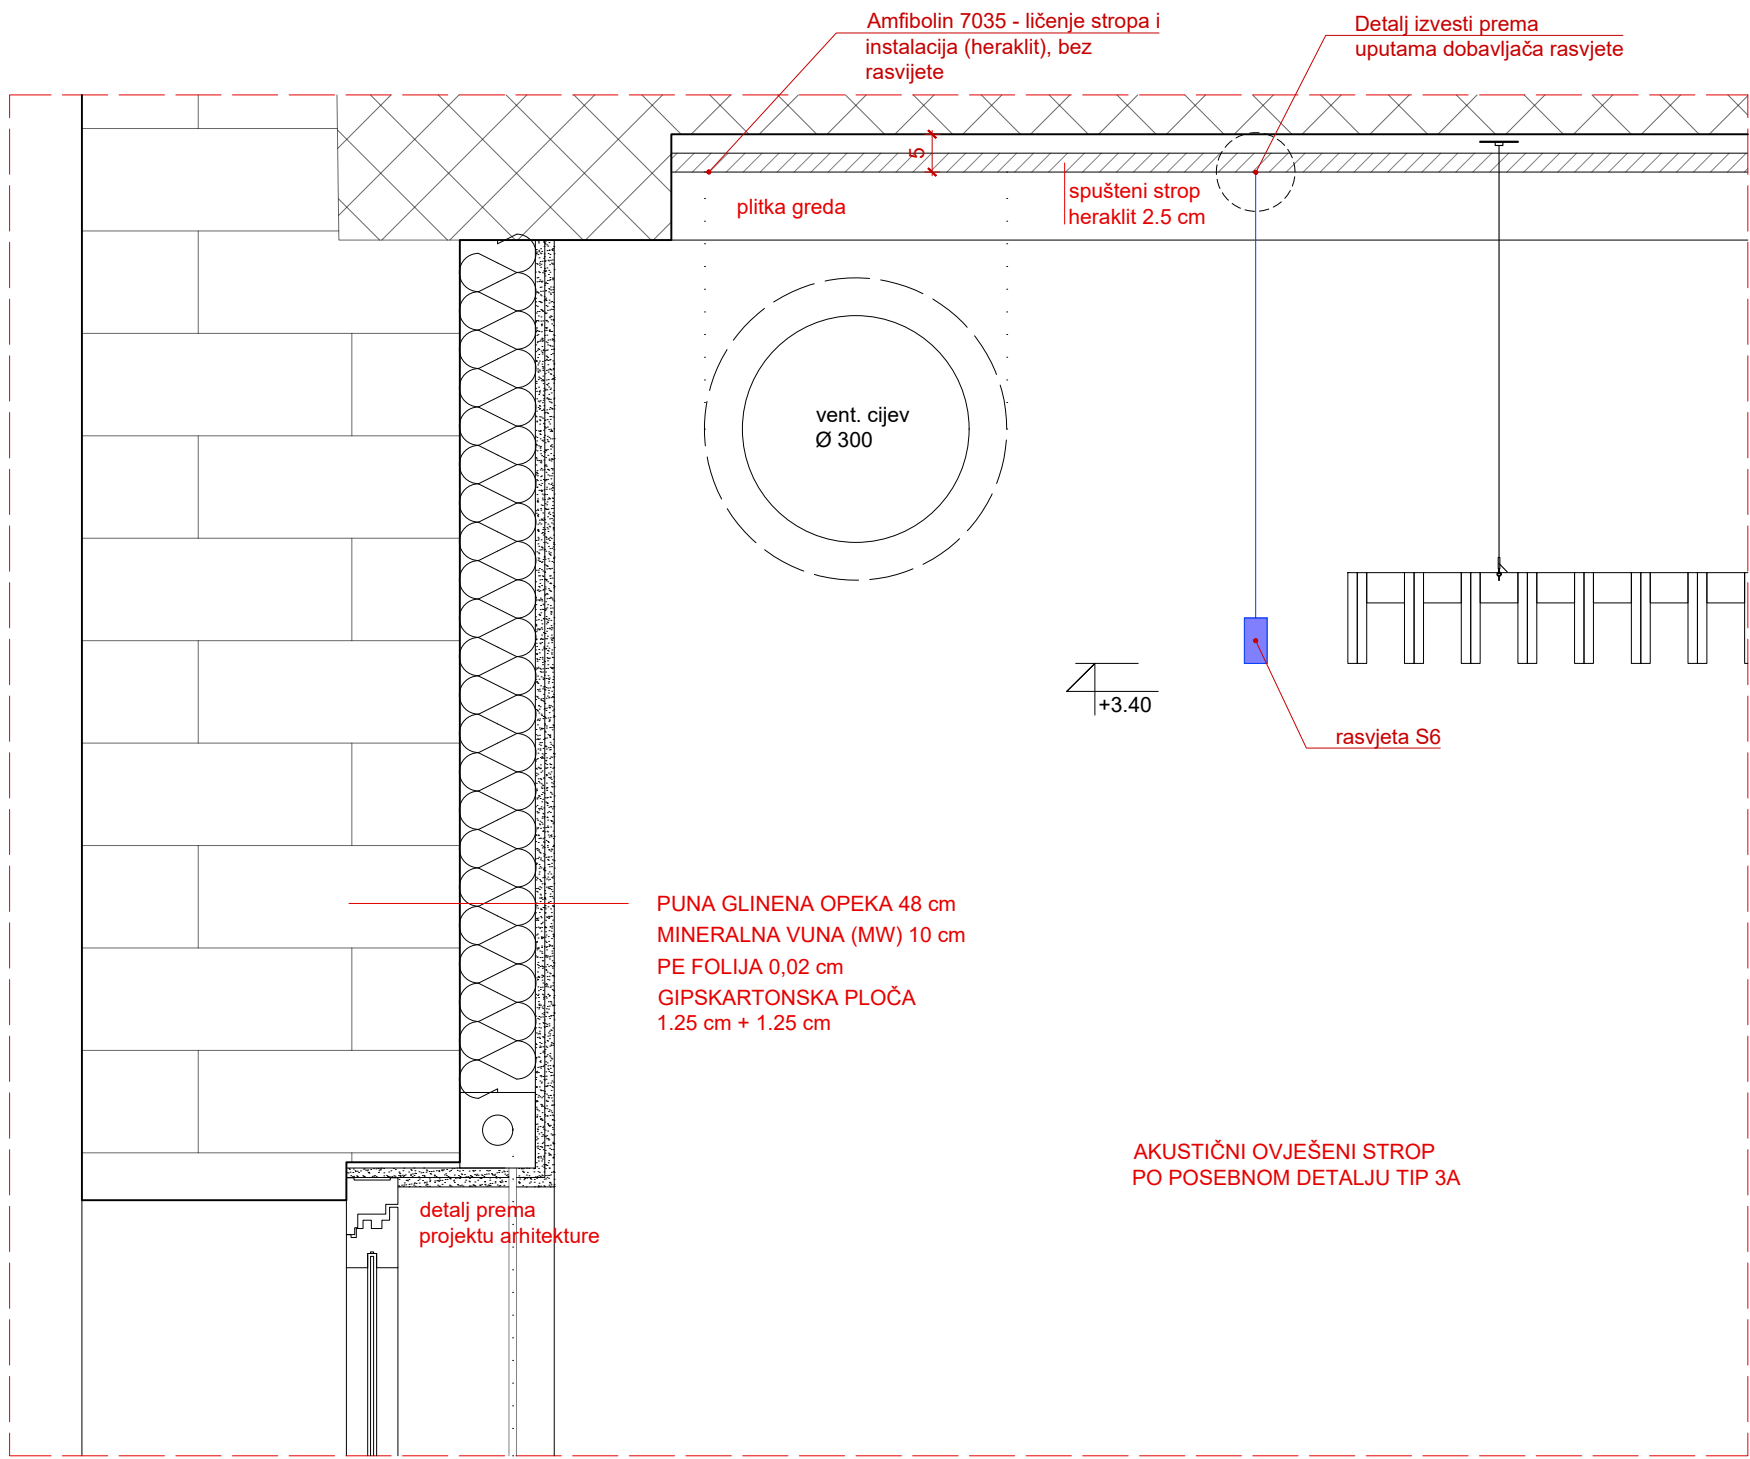 Amfibolin 7035 - ličenje stropa i
instalacija (heraklit), bez
rasvijete
Detalj izvesti prema
uputama dobavljača rasvjete
5
plitka greda
spušteni strop
heraklit 2.5 cm
vent. cijev
Ø 300
+3.40
rasvjeta S6
PUNA GLINENA OPEKA 48 cm
MINERALNA VUNA (MW) 10 cm
PE FOLIJA 0,02 cm
GIPSKARTONSKA PLOČA
1.25 cm + 1.25 cm
AKUSTIČNI OVJEŠENI STROP
PO POSEBNOM DETALJU TIP 3A
detalj prema
projektu arhitekture